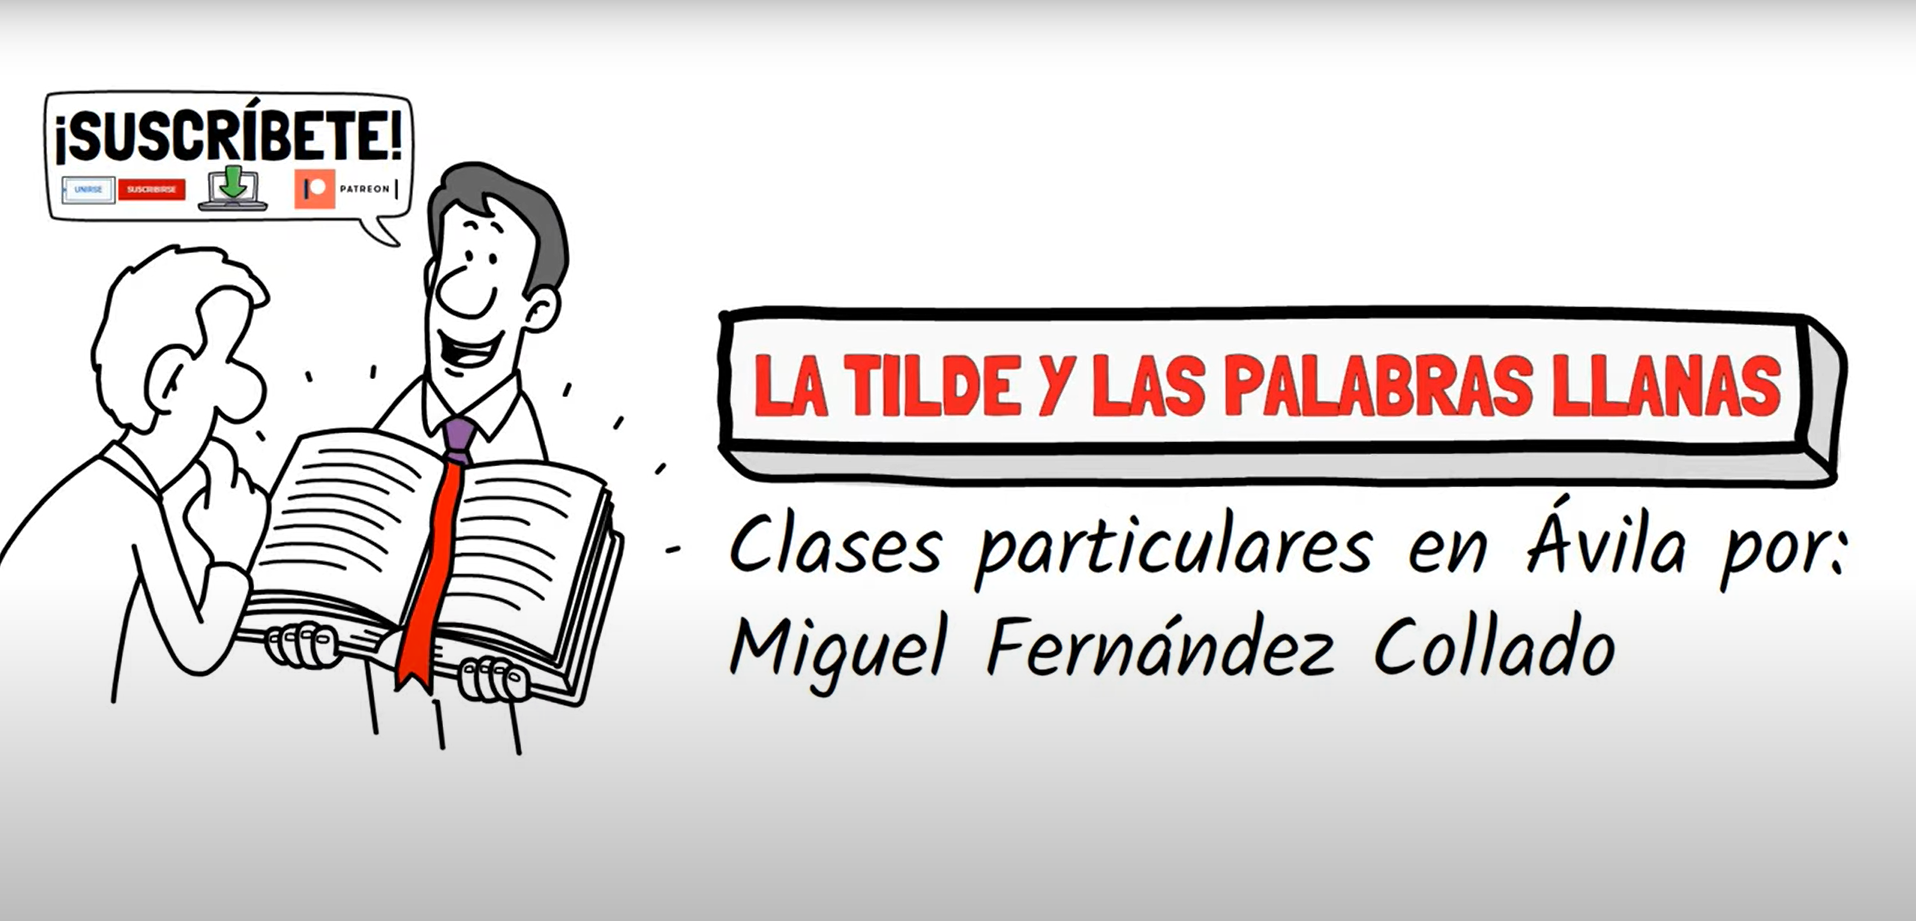 ¡SUSCRÍBETE!
UNIRSE SUSCRIBIRSE PATREON
LA TILDE Y LAS PALABRAS LLANAS
Clases particulares en Ávila por:
Miguel Fernández Collado